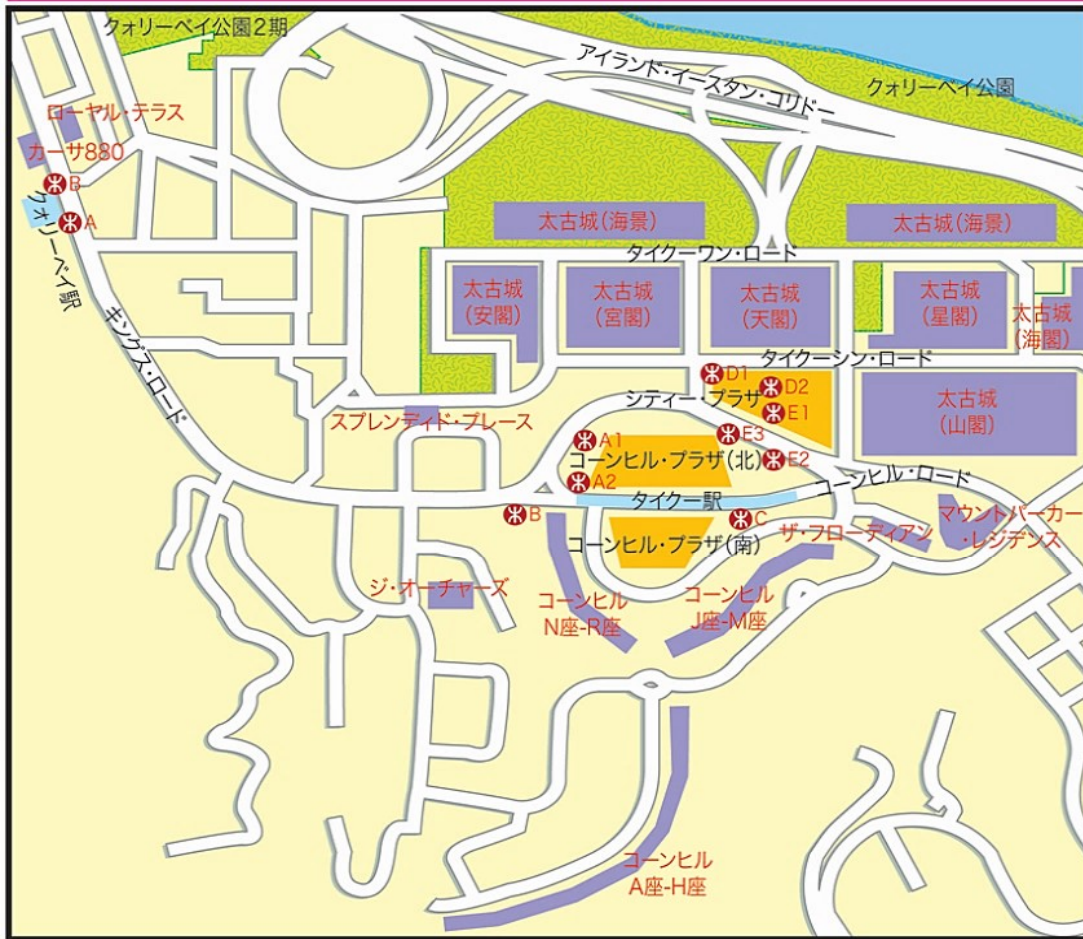 クォリーベイ公園2期
アイランド・イースタン・コリドー
クォリーベイ公園
ローヤル・テラス
カーサ880
B
A
クォリーベイ駅
キングス・ロード
太古城(海景)
太古城(海景)
タイクーワン・ロード
太古城
(安閣)
太古城
(宮閣)
太古城
(天閣)
太古城
(星閣)
太古城
(海閣)
タイクーシン・ロード
D1
D2
シティー・プラザ
E1
太古城
(山閣)
スプレンディド・プレース
A1
E3
コーンヒル・プラザ(北)
E2
A2
タイクー駅
コーンヒル・ロード
B
C
コーンヒル・プラザ(南)
ザ・フローディアン
マウントパーカー
・レジデンス
ジ・オーチャーズ
コーンヒル
N座-R座
コーンヒル
J座-M座
コーンヒル
A座-H座